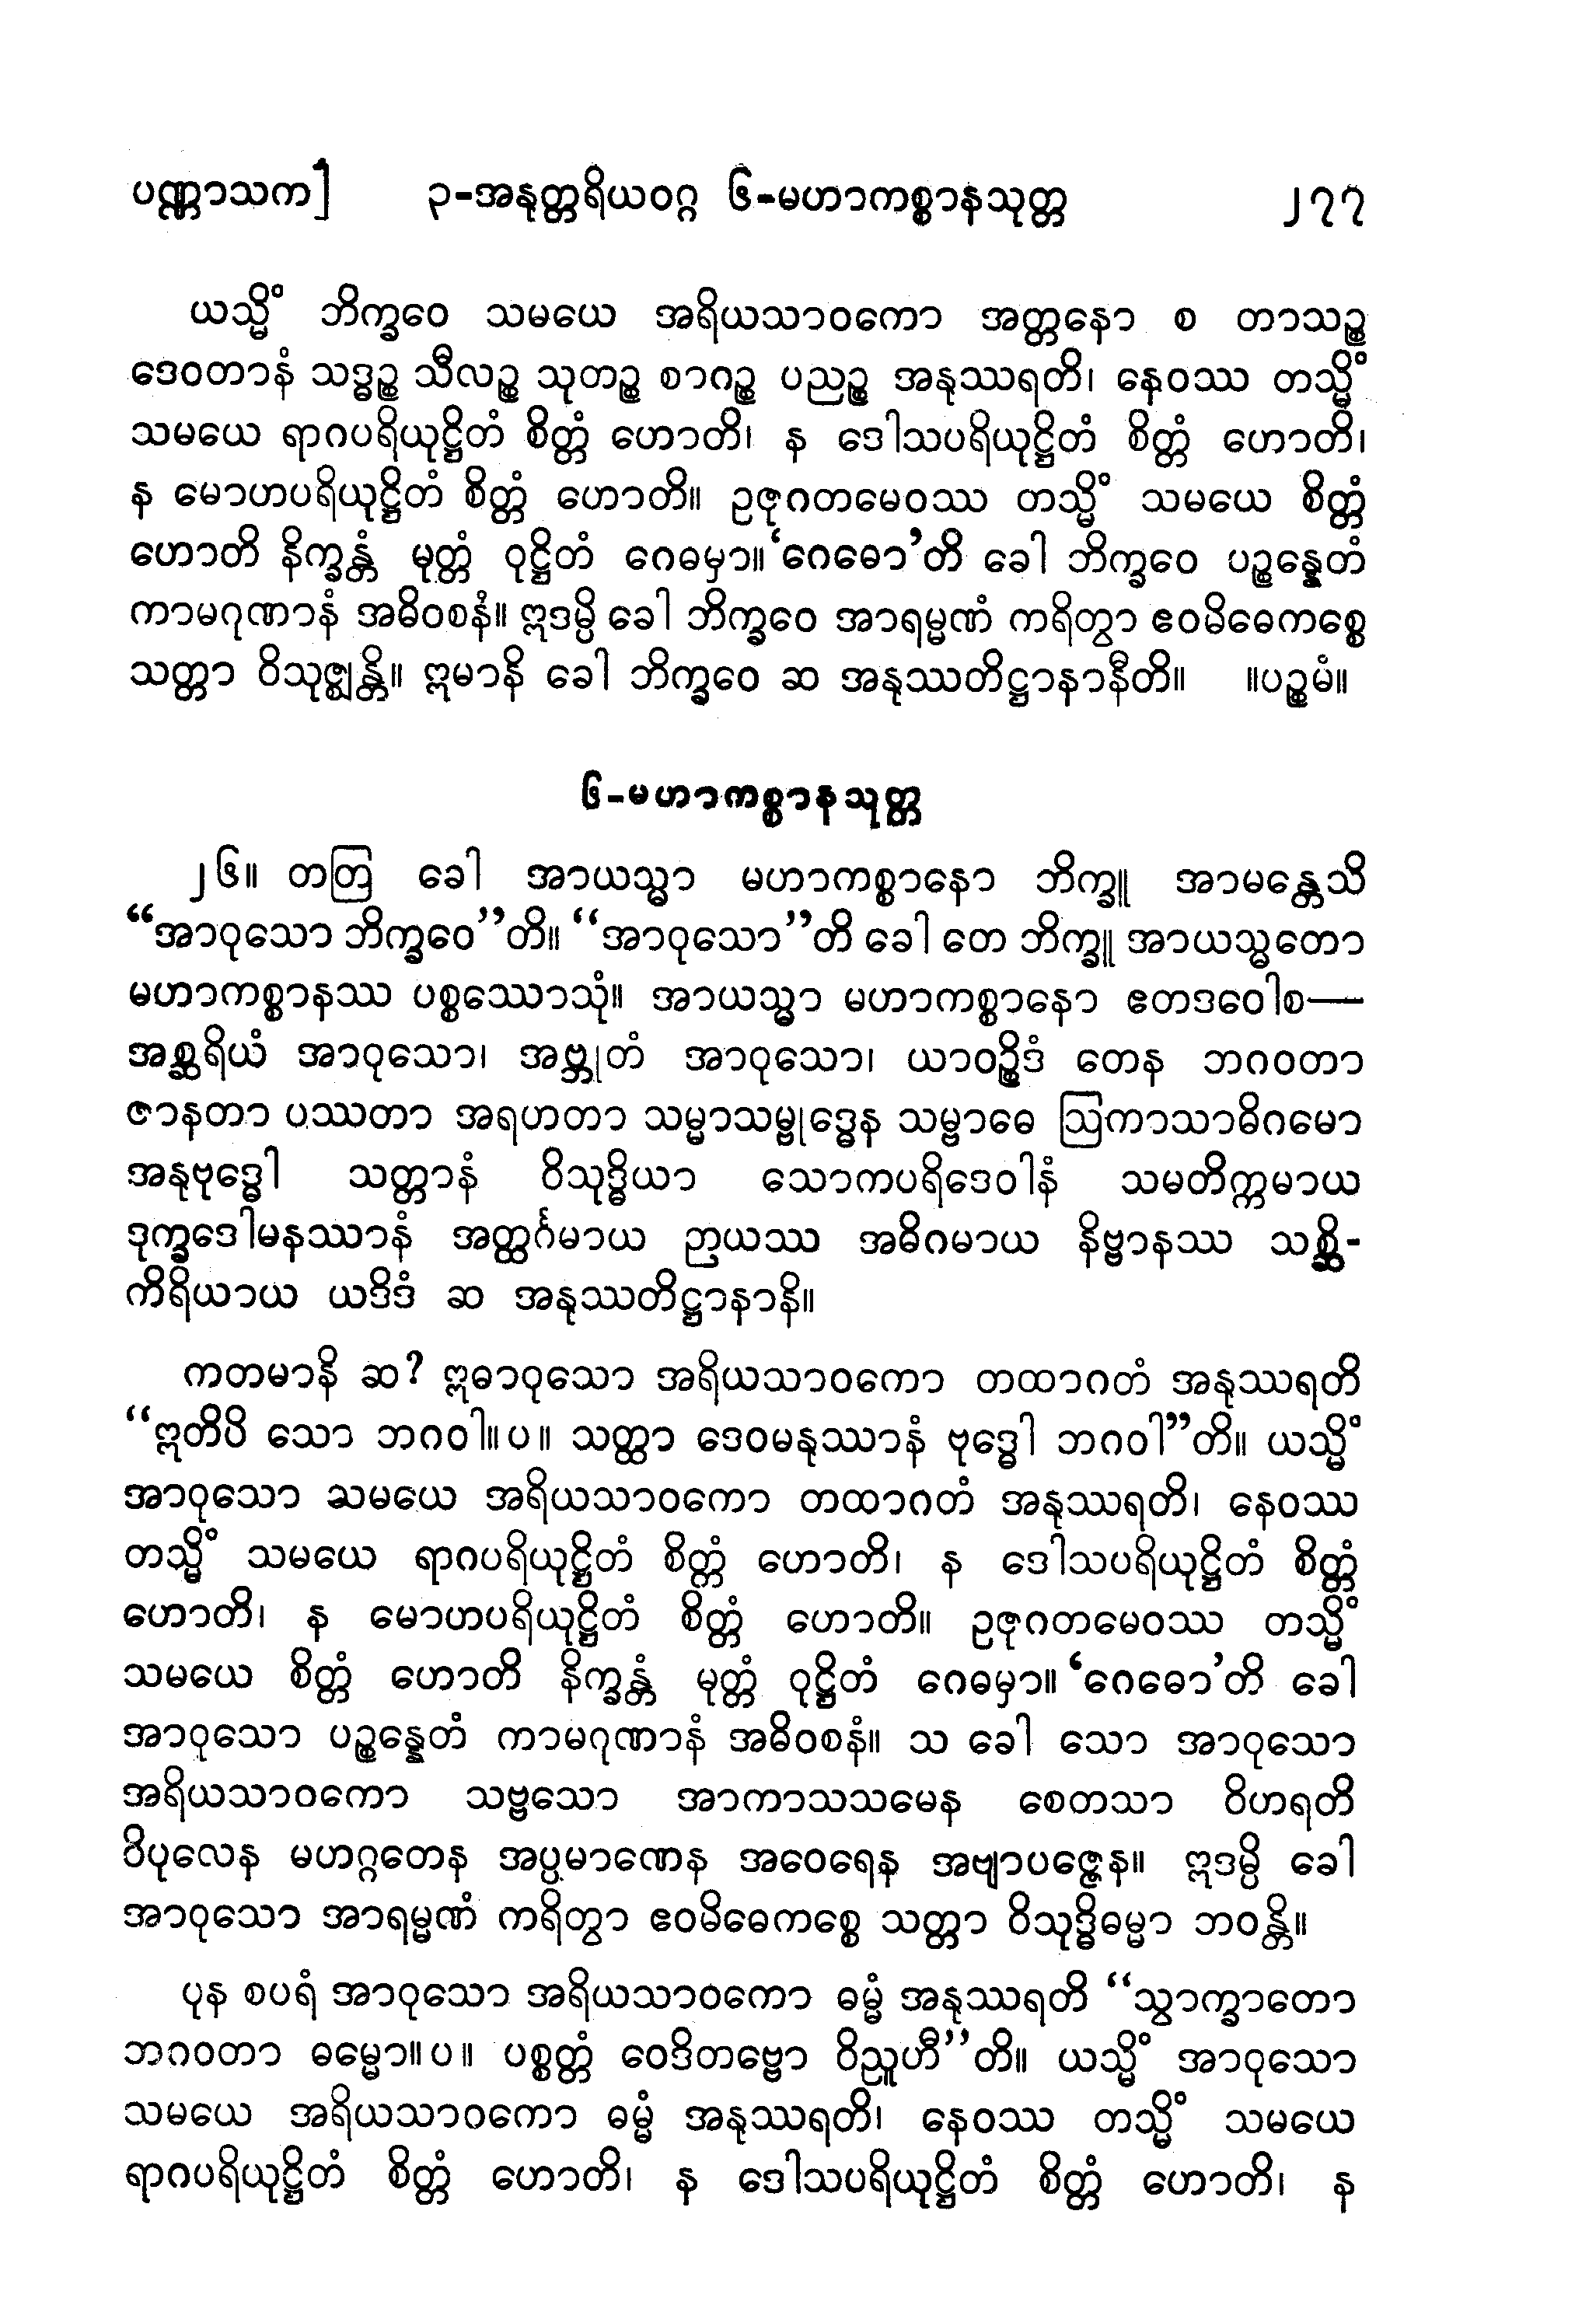 ပဏ္ဏာသက] ၃-အနုတ္တရိယဝဂ္ဂ ၆-မဟာကစ္စာနသုတ္တ ၂၇၇
ယသ္မိံ ဘိက္ခဝေ သမယေ အရိယသာဝကော အတ္တနော စ တာသဉ္စ
ဒေဝတာနံ သဒ္ဓဉ္စ သီလဉ္စ သုတဉ္စ စာဂဉ္စ ပညဉ္စ အနုဿရတိ၊ နေဝဿ တသ္မိံ
သမယေ ရာဂပရိယုဋ္ဌိတံ စိတ္တံ ဟောတိ၊ န ဒေါသပရိယုဋ္ဌိတံ စိတ္တံ ဟောတိ၊
န မောဟပရိယုဋ္ဌိတံ စိတ္တံ ဟောတိ။ ဥဇုဂတမေဝဿ တသ္မိံ သမယေ စိတ္တံ
ဟောတိ နိက္ခန္တံ မုတ္တံ ဝုဋ္ဌိတံ ဂေဓမှာ။ ‘ဂေဓော’တိ ခေါ ဘိက္ခဝေ ပဉ္စန္နေတံ
ကာမဂုဏာနံ အဓိဝစနံ။ ဣဒမ္ပိ ခေါ ဘိက္ခဝေ အာရမ္မဏံ ကရိတွာ ဧဝမိဓေကစ္စေ
သတ္တာ ဝိသုဇ္ဈန္တိ။ ဣမာနိ ခေါ ဘိက္ခဝေ ဆ အနုဿတိဋ္ဌာနာနီတိ။ ။ပဉ္စမံ။
၆-မဟာကစ္စာနသုတ္တ
၂၆။ တတြ ခေါ အာယသ္မာ မဟာကစ္စာနော ဘိက္ခူ အာမန္တေသိ
“အာဝုသော ဘိက္ခဝေ”တိ။ “အာဝုသော”တိ ခေါ တေ ဘိက္ခူ အာယသ္မတော
မဟာကစ္စာနဿ ပစ္စဿောသုံ။ အာယသ္မာ မဟာကစ္စာနော ဧတဒဝေါစ—
အစ္ဆရိယံ အာဝုသော၊ အဗ္ဘုတံ အာဝုသော၊ ယာဝဉ္စိဒံ တေန ဘဂဝတာ
ဇာနတာ ပဿတာ အရဟတာ သမ္မာသမ္ဗုဒ္ဓေန သမ္ဗာဓေ ဩကာသာဓိဂမော
အနုဗုဒ္ဓေါ သတ္တာနံ ဝိသုဒ္ဓိယာ သောကပရိဒေဝါနံ သမတိက္ကမာယ
ဒုက္ခဒေါမနဿာနံ အတ္ထင်္ဂမာယ ဉာယဿ အဓိဂမာယ နိဗ္ဗာနဿ သစ္ဆိ-
ကိရိယာယ ယဒိဒံ ဆ အနုဿတိဋ္ဌာနာနိ။
ကတမာနိ ဆ? ဣဓာဝုသော အရိယသာဝကော တထာဂတံ အနုဿရတိ
“ဣတိပိ သော ဘဂဝါ။ပ။ သတ္ထာ ဒေဝမနုဿာနံ ဗုဒ္ဓေါ ဘဂဝါ”တိ။ ယသ္မိံ
အာဝုသော သမယေ အရိယသာဝကော တထာဂတံ အနုဿရတိ၊ နေဝဿ
တသ္မိံ သမယေ ရာဂပရိယုဋ္ဌိတံ စိတ္တံ ဟောတိ၊ န ဒေါသပရိယုဋ္ဌိတံ စိတ္တံ
ဟောတိ၊ န မောဟပရိယုဋ္ဌိတံ စိတ္တံ ဟောတိ။ ဥဇုဂတမေဝဿ တသ္မိံ
သမယေ စိတ္တံ ဟောတိ နိက္ခန္တံ မုတ္တံ ဝုဋ္ဌိတံ ဂေဓမှာ။ ‘ဂေဓော’တိ ခေါ
အာဝုသော ပဉ္စန္နေတံ ကာမဂုဏာနံ အဓိဝစနံ။ သ ခေါ သော အာဝုသော
အရိယသာဝကော သဗ္ဗသော အာကာသသမေန စေတသာ ဝိဟရတိ
ဝိပုလေန မဟဂ္ဂတေန အပ္ပမာဏေန အဝေရေန အဗျာပဇ္ဇေန။ ဣဒမ္ပိ ခေါ
အာဝုသော အာရမ္မဏံ ကရိတွာ ဧဝမိဓေကစ္စေ သတ္တာ ဝိသုဒ္ဓိဓမ္မာ ဘဝန္တိ။
ပုန စပရံ အာဝုသော အရိယသာဝကော ဓမ္မံ အနုဿရတိ “သွာက္ခာတော
ဘဂဝတာ ဓမ္မော။ပ။ ပစ္စတ္တံ ဝေဒိတဗ္ဗော ဝိညူဟီ”တိ။ ယသ္မိံ အာဝုသော
သမယေ အရိယသာဝကော ဓမ္မံ အနုဿရတိ၊ နေဝဿ တသ္မိံ သမယေ
ရာဂပရိယုဋ္ဌိတံ စိတ္တံ ဟောတိ၊ န ဒေါသပရိယုဋ္ဌိတံ စိတ္တံ ဟောတိ၊ န